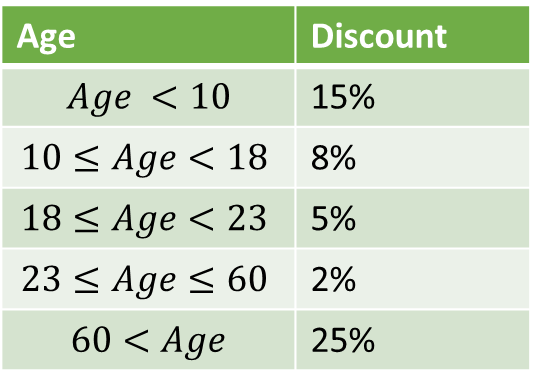 Age Discount
Age < 10 15%
10 ≤ Age < 18 8%
18 ≤ Age < 23 5%
23 ≤ Age ≤ 60 2%
60 < Age 25%